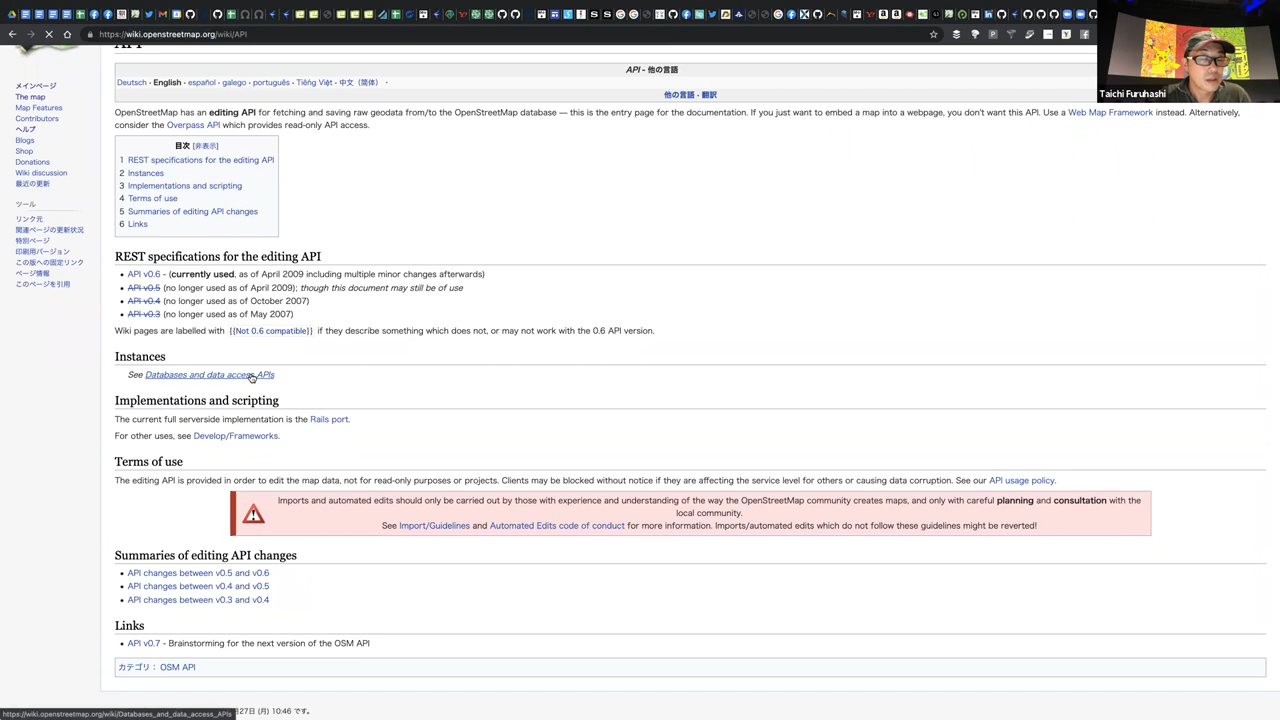 https://wiki.openstreetmap.org/wiki/API
Taichi Furuhashi
メインページ
The map
Map Features
Contributors
ヘルプ
Blogs
Shop
Donations
Wiki discussion
最近の更新
ツール
リンク元
関連ページの更新状況
特別ページ
印刷用バージョン
この版への固定リンク
ページ情報
このページを引用
API
API - 他の言語
Deutsch • English • español • galego • português • Tiếng Việt • 中文（简体） •
他の言語 - 翻訳
OpenStreetMap has an editing API for fetching and saving raw geodata from/to the OpenStreetMap database — this is the entry page for the documentation. If you just want to embed a map into a webpage, you don't want this API. Use a Web Map Framework instead. Alternatively,
consider the Overpass API which provides read-only API access.
目次 [非表示]
1 REST specifications for the editing API
2 Instances
3 Implementations and scripting
4 Terms of use
5 Summaries of editing API changes
6 Links
REST specifications for the editing API
• API v0.6 - (currently used, as of April 2009 including multiple minor changes afterwards)
• API v0.5 (no longer used as of April 2009); though this document may still be of use
• API v0.4 (no longer used as of October 2007)
• API v0.3 (no longer used as of May 2007)
Wiki pages are labelled with {{Not 0.6 compatible}} if they describe something which does not, or may not work with the 0.6 API version.
Instances
See Databases and data access APIs
Implementations and scripting
The current full serverside implementation is the Rails port.
For other uses, see Develop/Frameworks.
Terms of use
The editing API is provided in order to edit the map data, not for read-only purposes or projects. Clients may be blocked without notice if they are affecting the service level for others or causing data corruption. See our API usage policy.
Imports and automated edits should only be carried out by those with experience and understanding of the way the OpenStreetMap community creates maps, and only with careful planning and consultation with the
local community.
See Import/Guidelines and Automated Edits code of conduct for more information. Imports/automated edits which do not follow these guidelines might be reverted!
Summaries of editing API changes
• API changes between v0.5 and v0.6
• API changes between v0.4 and v0.5
• API changes between v0.3 and v0.4
Links
• API v0.7 - Brainstorming for the next version of the OSM API
カテゴリ： OSM API
https://wiki.openstreetmap.org/wiki/Databases_and_data_access_APIs
27日 (月) 10:46 です。